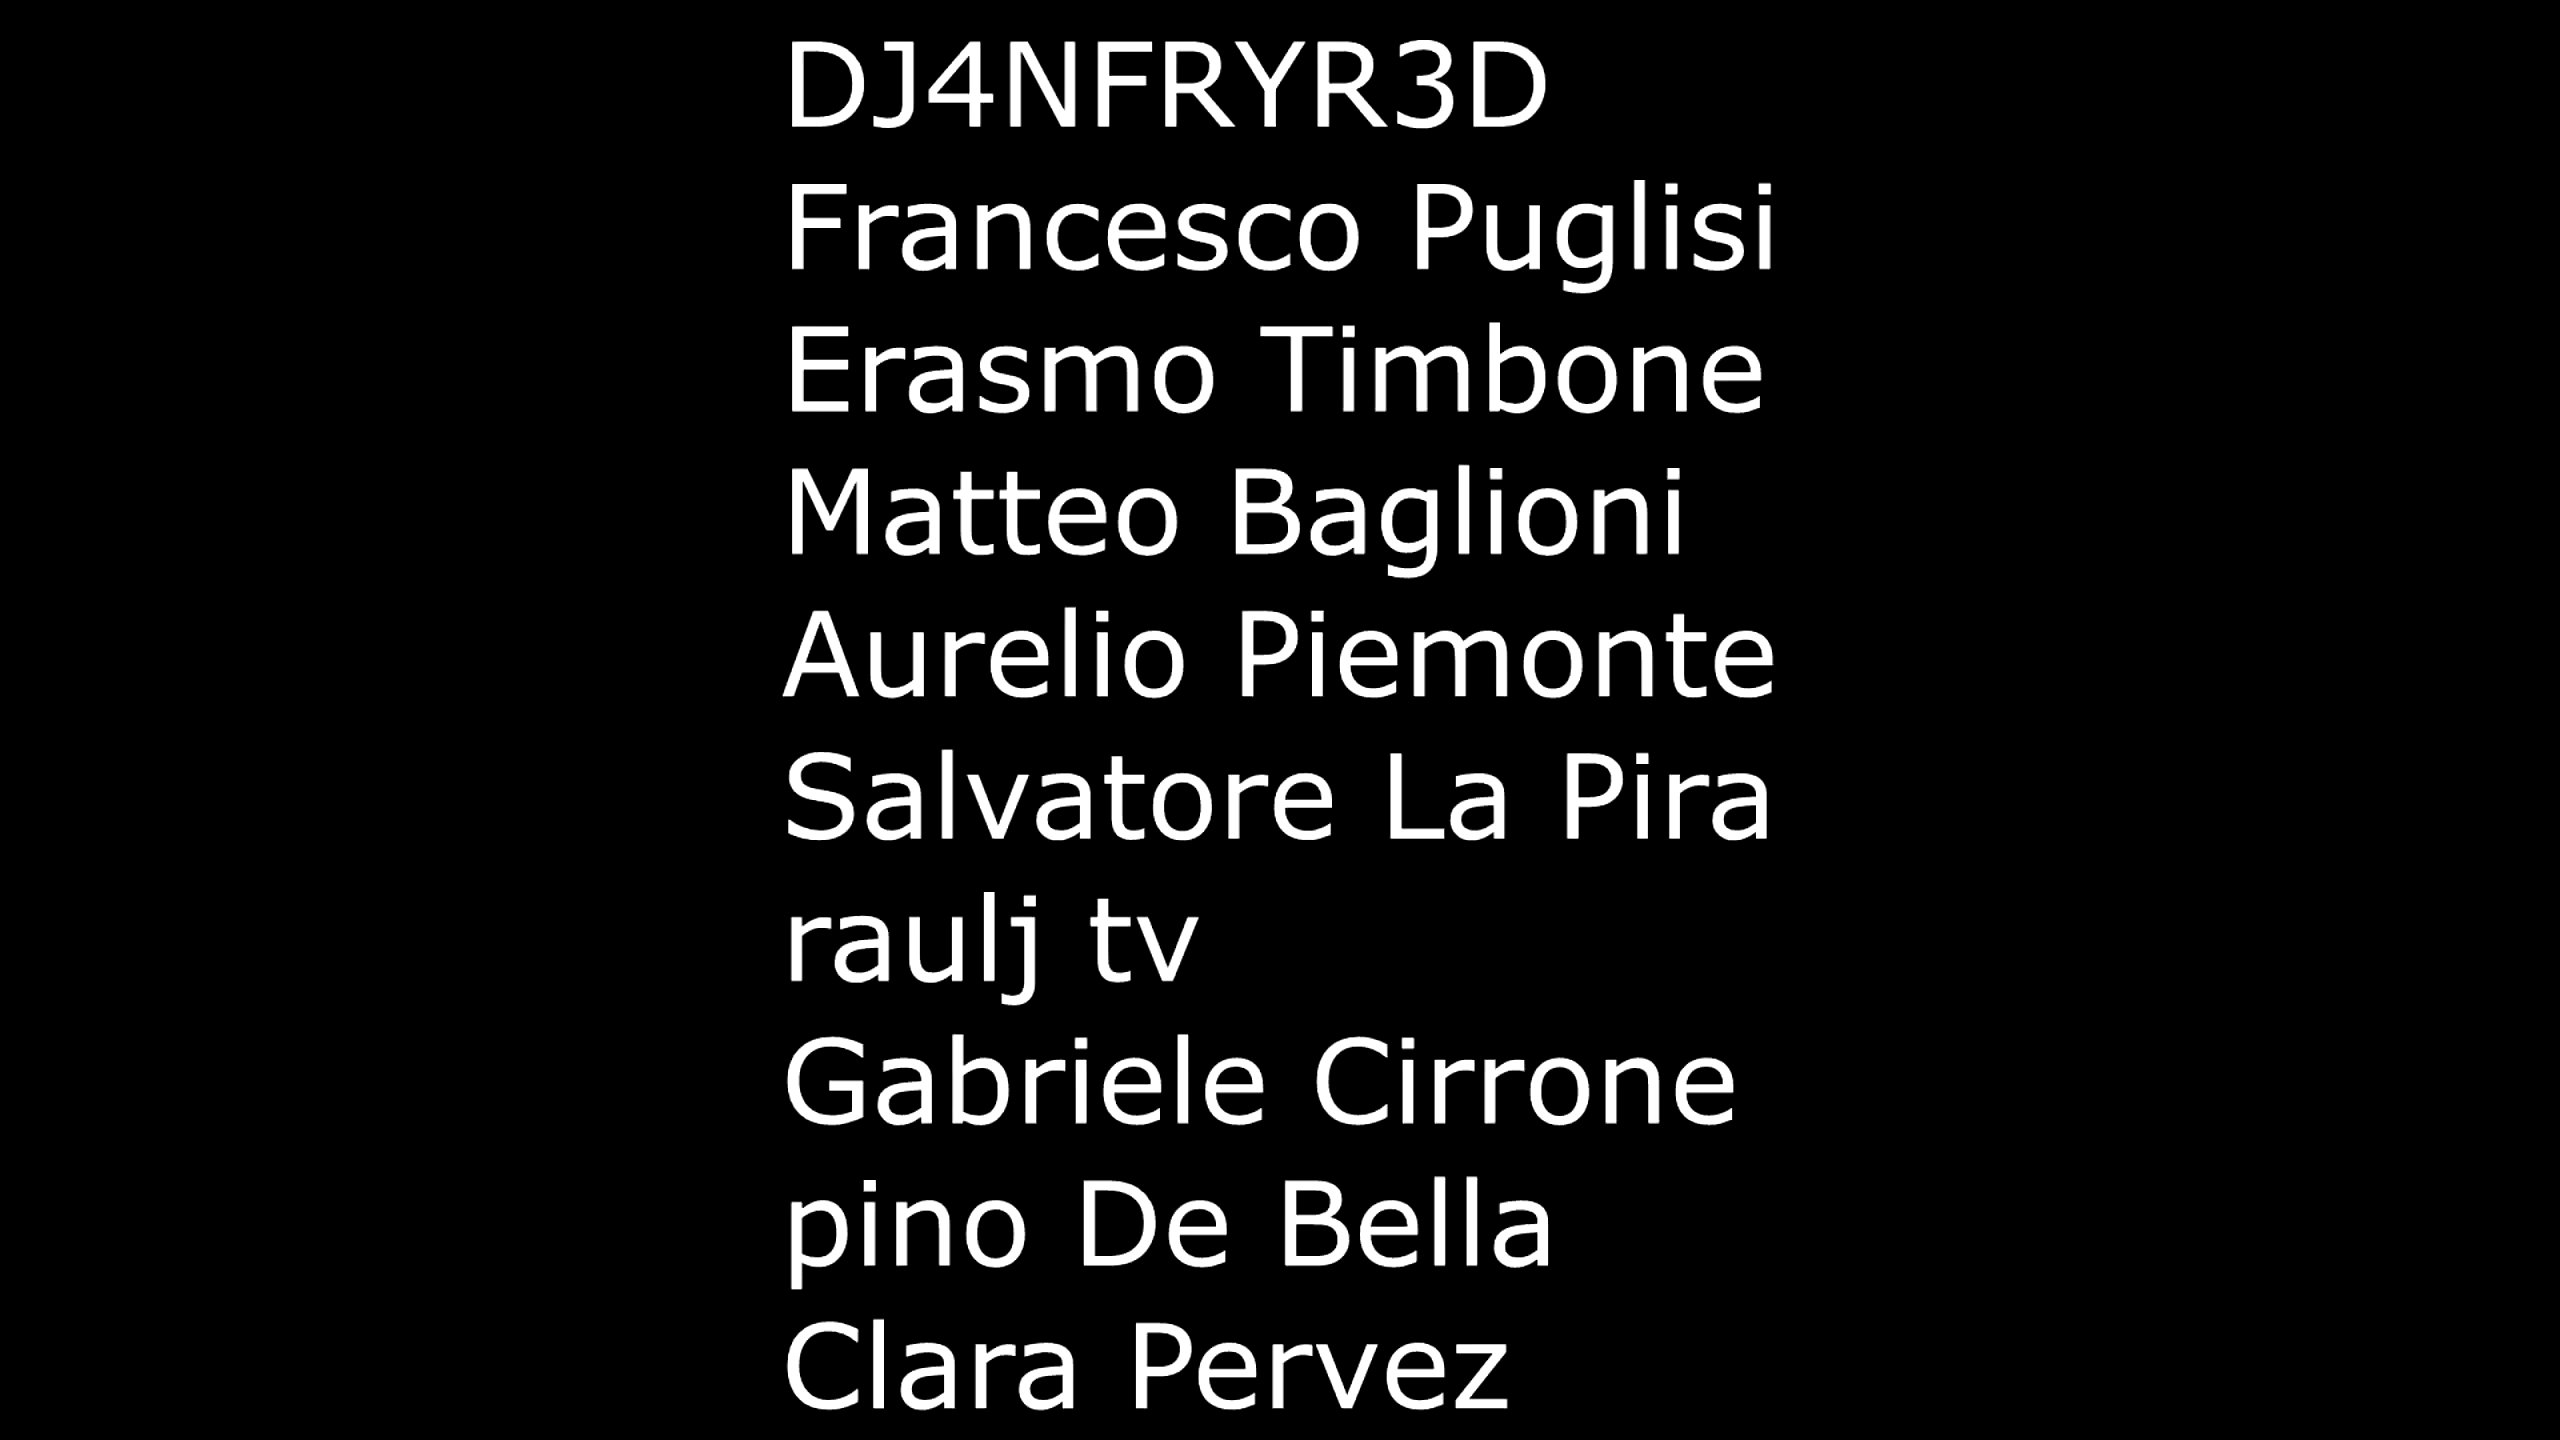 DJ4NFRYR3D
Francesco Puglisi
Erasmo Timbone
Matteo Baglioni
Aurelio Piemonte
Salvatore La Pira
raulj tv
Gabriele Cirrone
pino De Bella
Clara Pervez